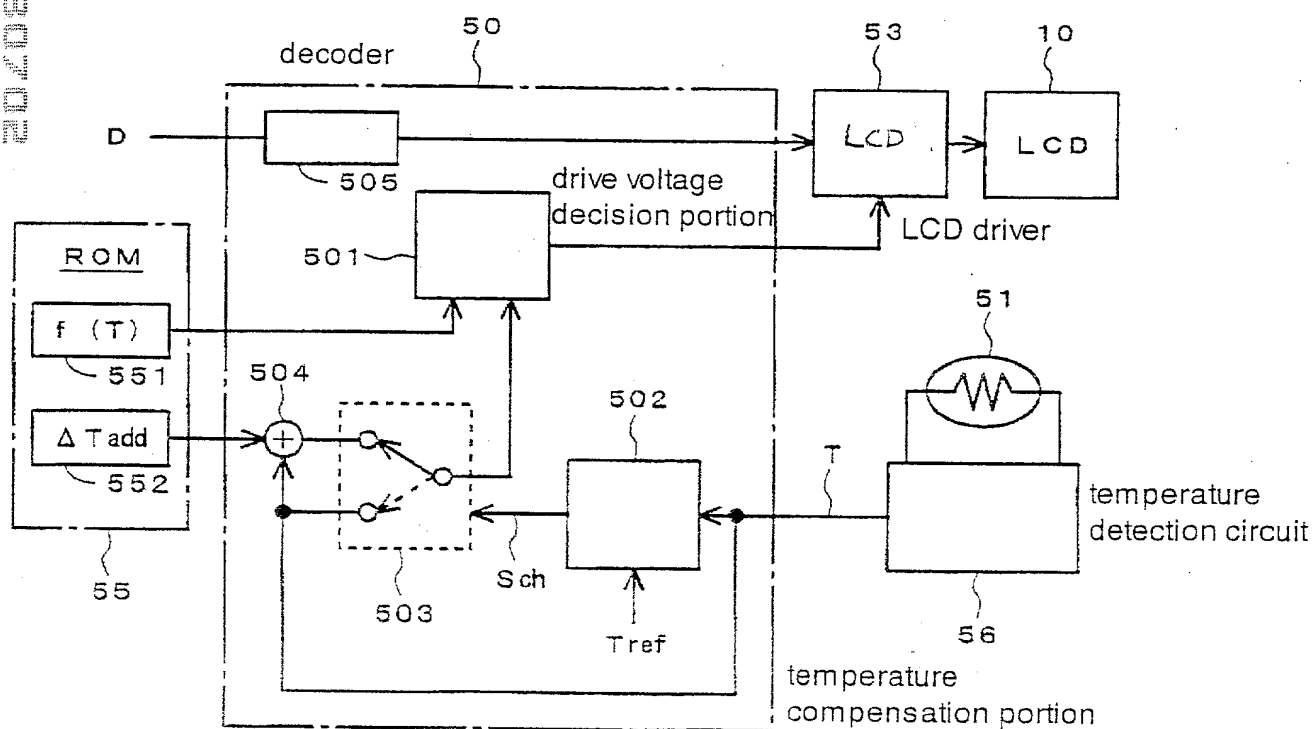 50
53
10
decoder
D
LCD
LCD
505
drive voltage
decision portion
LCD driver
ROM
501
f (T)
551
51
504
502
ΔTadd
552
T
temperature
detection circuit
Sch
55
503
Tref
56
temperature
compensation portion